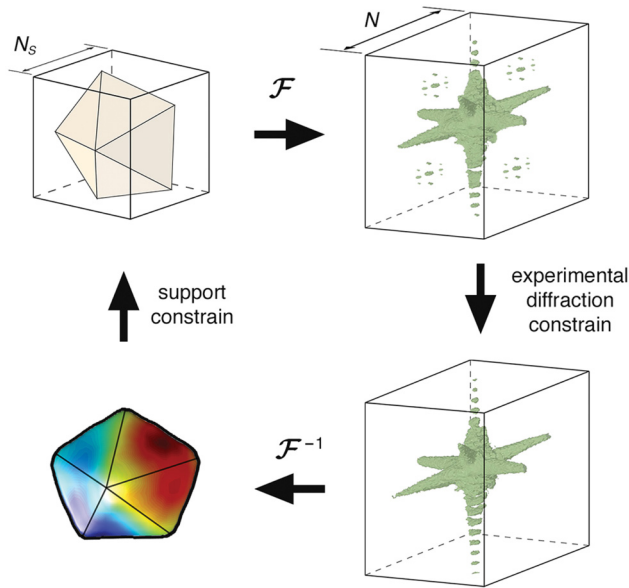 N_S
N
𝓕
support
constrain
experimental
diffraction
constrain
𝓕⁻¹